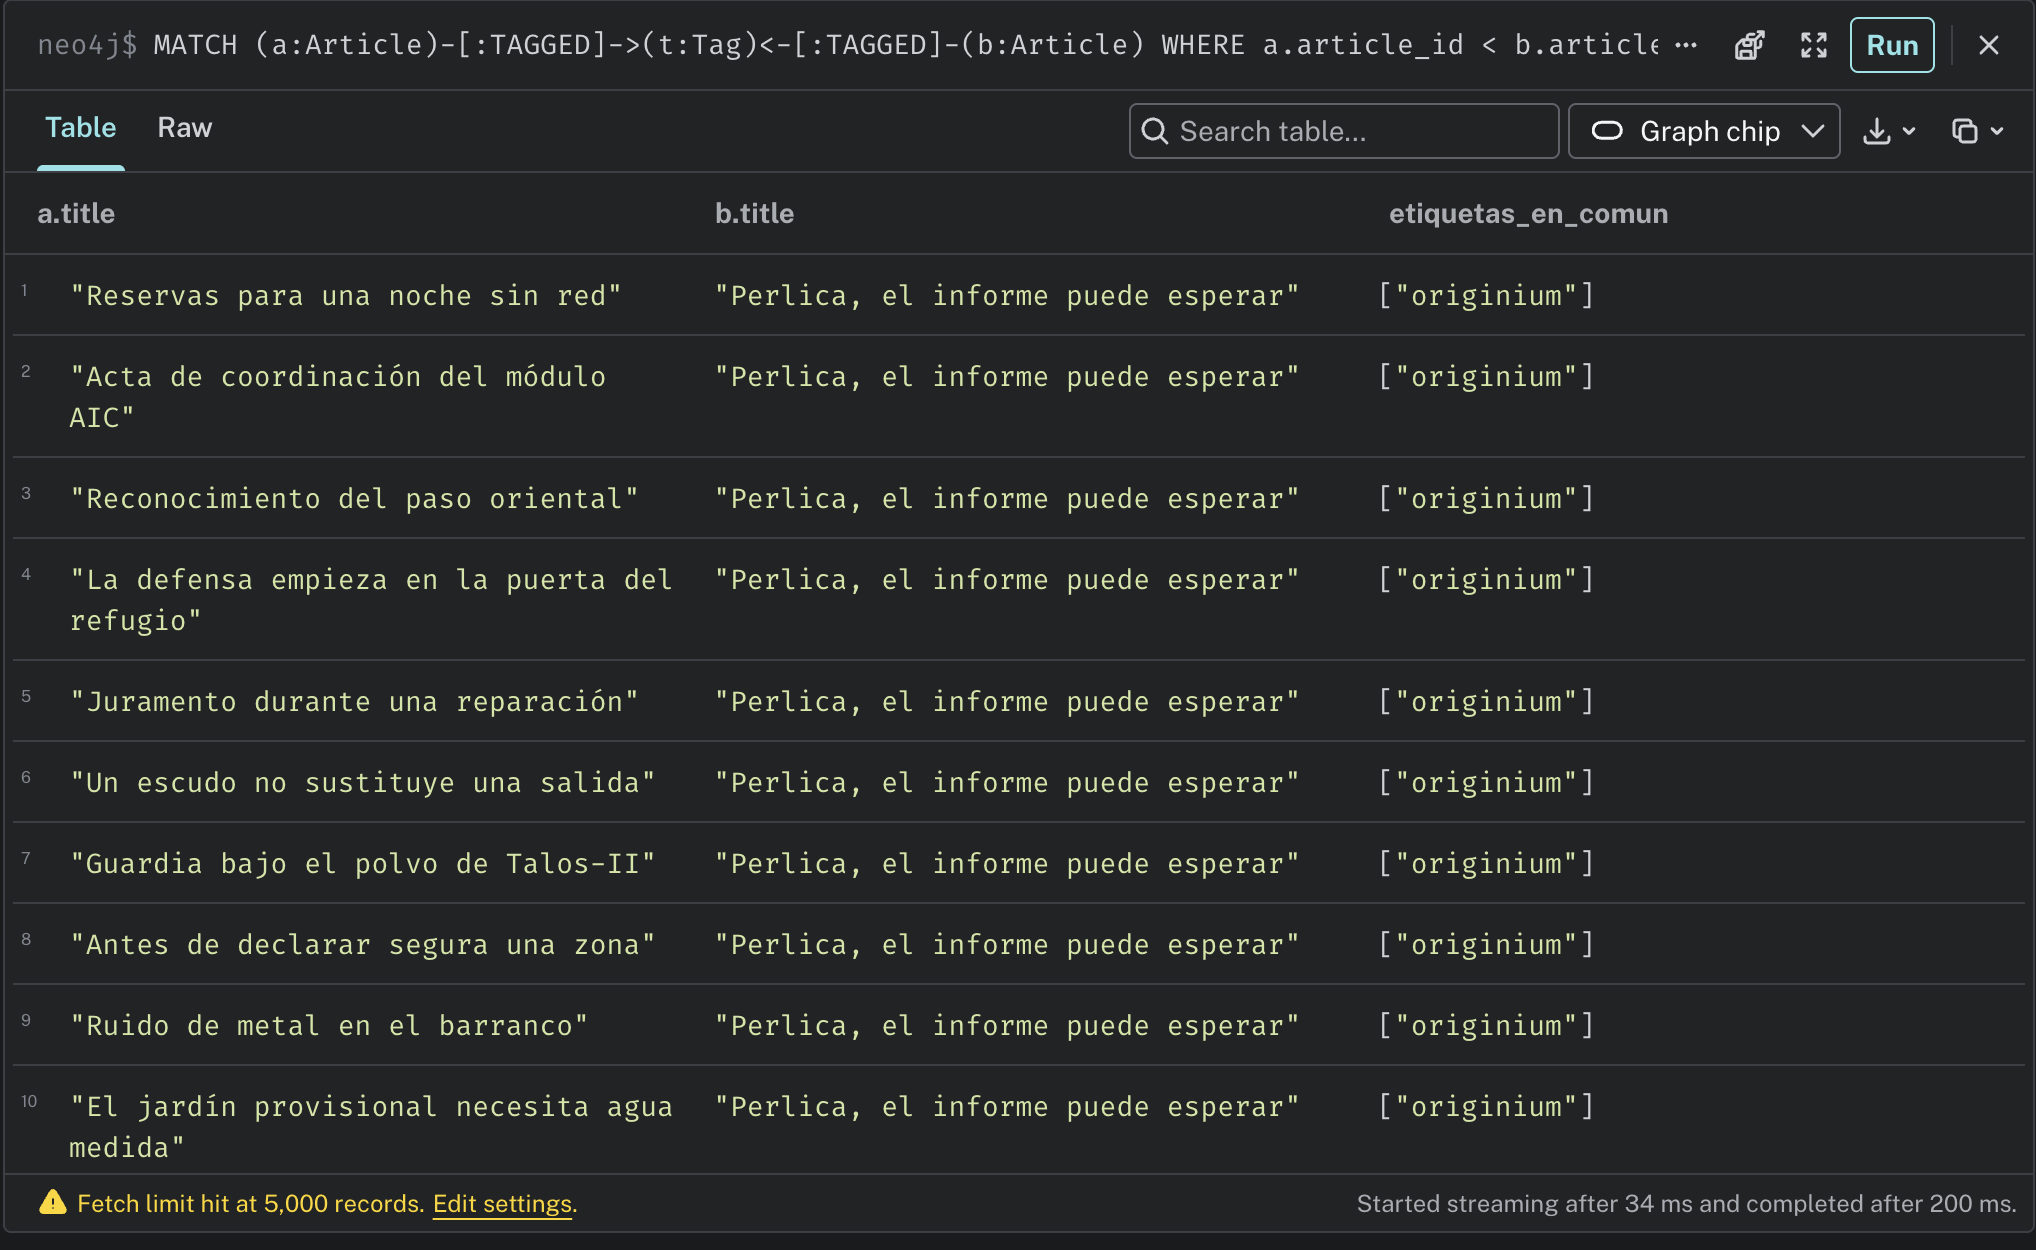 neo4j$ MATCH (a:Article)-[:TAGGED]->(t:Tag)<-[:TAGGED]-(b:Article) WHERE a.article_id < b.article ··· Run
Table Raw Search table... Graph chip
a.title b.title etiquetas_en_comun
1 "Reservas para una noche sin red" "Perlica, el informe puede esperar" ["originium"]
2 "Acta de coordinación del módulo "Perlica, el informe puede esperar" ["originium"]
AIC"
3 "Reconocimiento del paso oriental" "Perlica, el informe puede esperar" ["originium"]
4 "La defensa empieza en la puerta del "Perlica, el informe puede esperar" ["originium"]
refugio"
5 "Juramento durante una reparación" "Perlica, el informe puede esperar" ["originium"]
6 "Un escudo no sustituye una salida" "Perlica, el informe puede esperar" ["originium"]
7 "Guardia bajo el polvo de Talos-II" "Perlica, el informe puede esperar" ["originium"]
8 "Antes de declarar segura una zona" "Perlica, el informe puede esperar" ["originium"]
9 "Ruido de metal en el barranco" "Perlica, el informe puede esperar" ["originium"]
10 "El jardín provisional necesita agua "Perlica, el informe puede esperar" ["originium"]
medida"
Fetch limit hit at 5,000 records. Edit settings. Started streaming after 34 ms and completed after 200 ms.